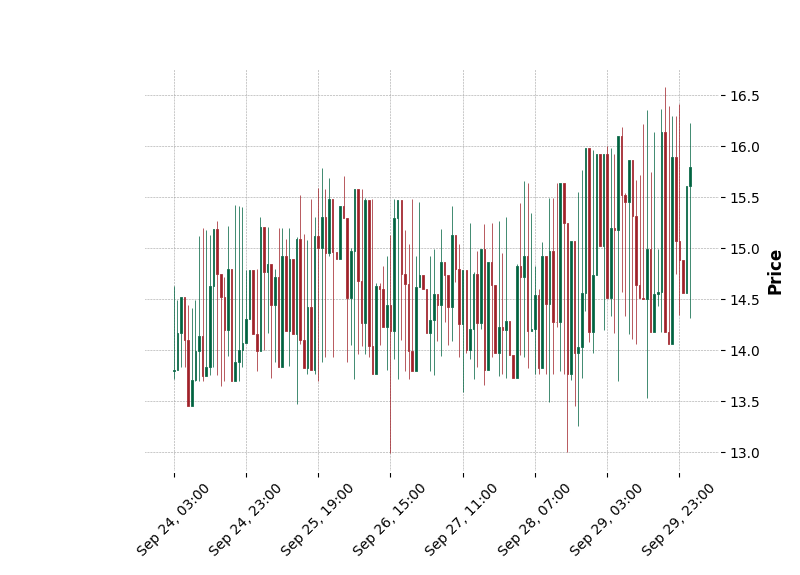 16.5
16.0
15.5
15.0
14.5
14.0
13.5
13.0
Price
Sep 24, 03:00
Sep 24, 23:00
Sep 25, 19:00
Sep 26, 15:00
Sep 27, 11:00
Sep 28, 07:00
Sep 29, 03:00
Sep 29, 23:00